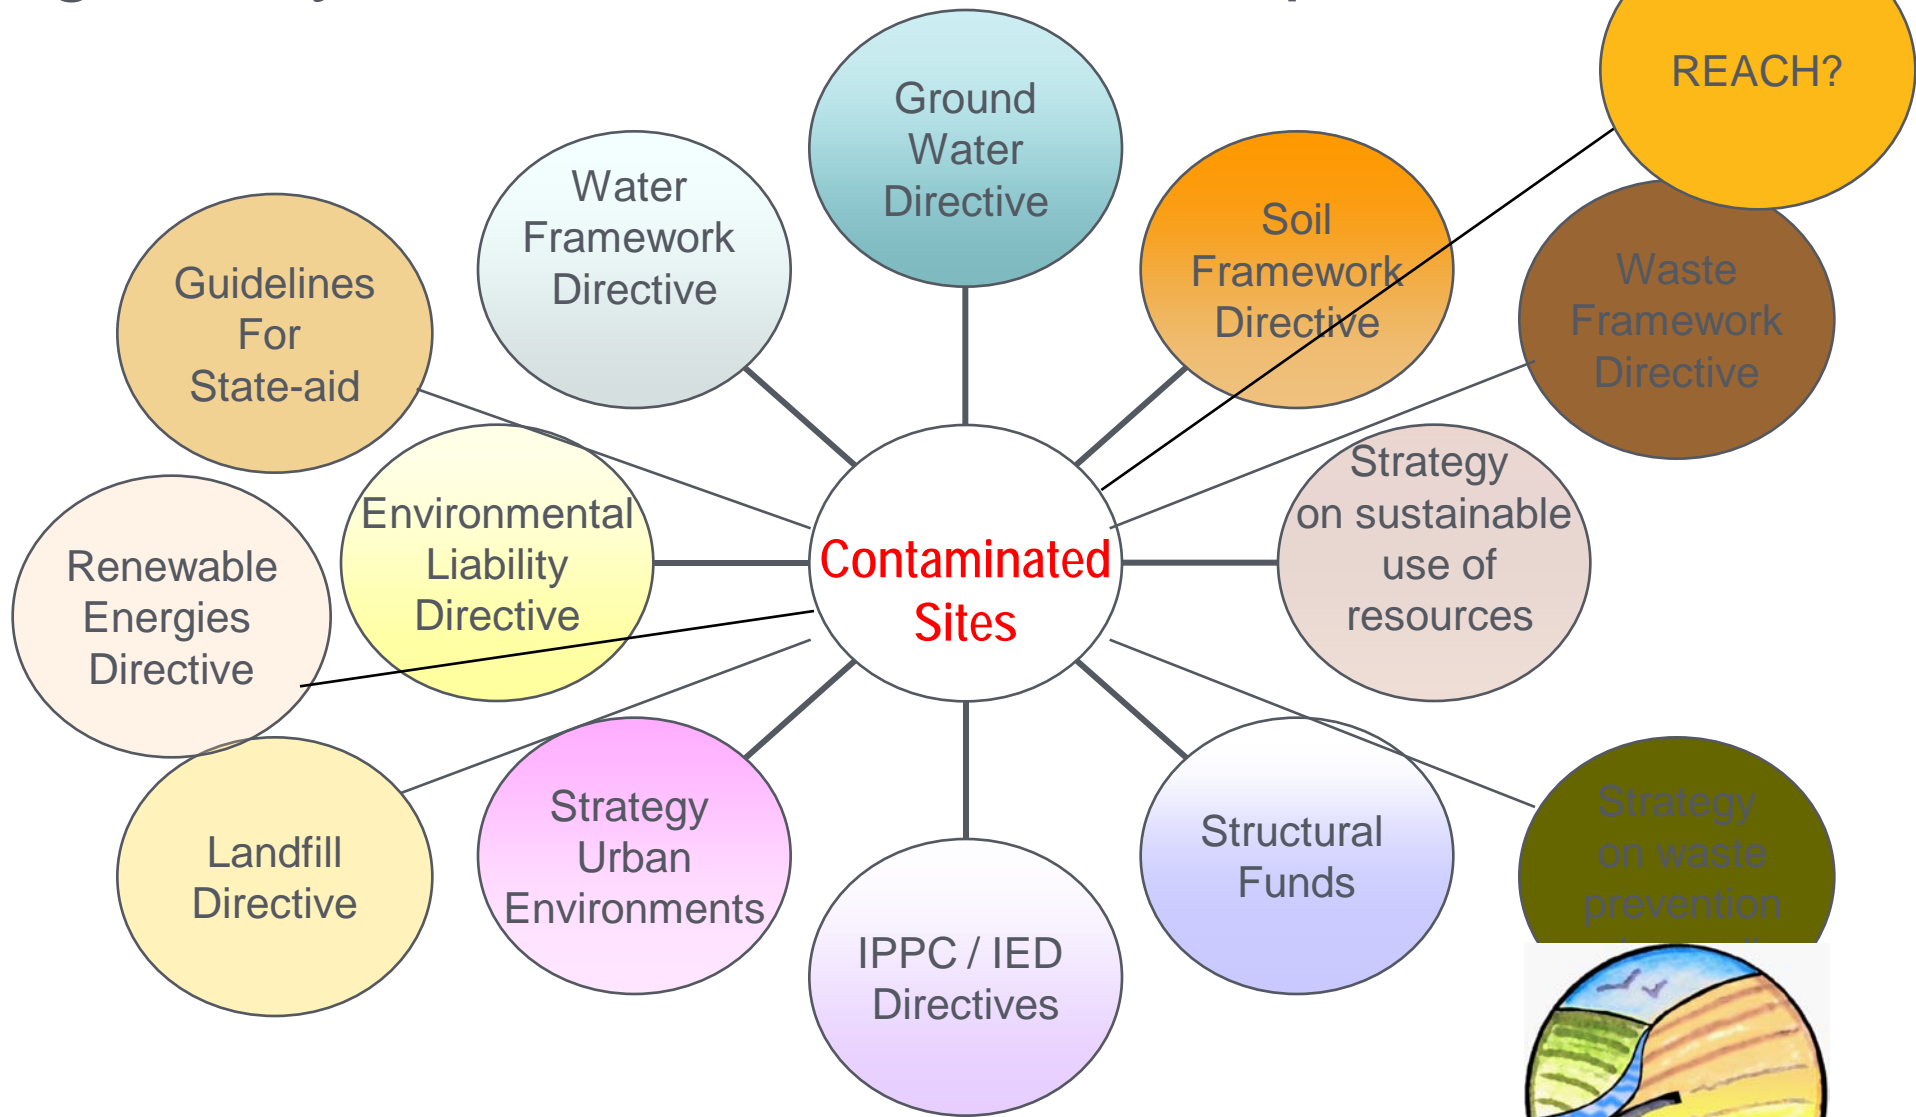 REACH?
Ground
Water
Directive
Water
Framework
Directive
Soil
Framework
Directive
Waste
Framework
Directive
Guidelines
For
State-aid
Strategy
on sustainable
use of
resources
Environmental
Liability
Directive
Contaminated
Sites
Renewable
Energies
Directive
Strategy
on waste
prevention
Strategy
Urban
Environments
Structural
Funds
Landfill
Directive
IPPC / IED
Directives